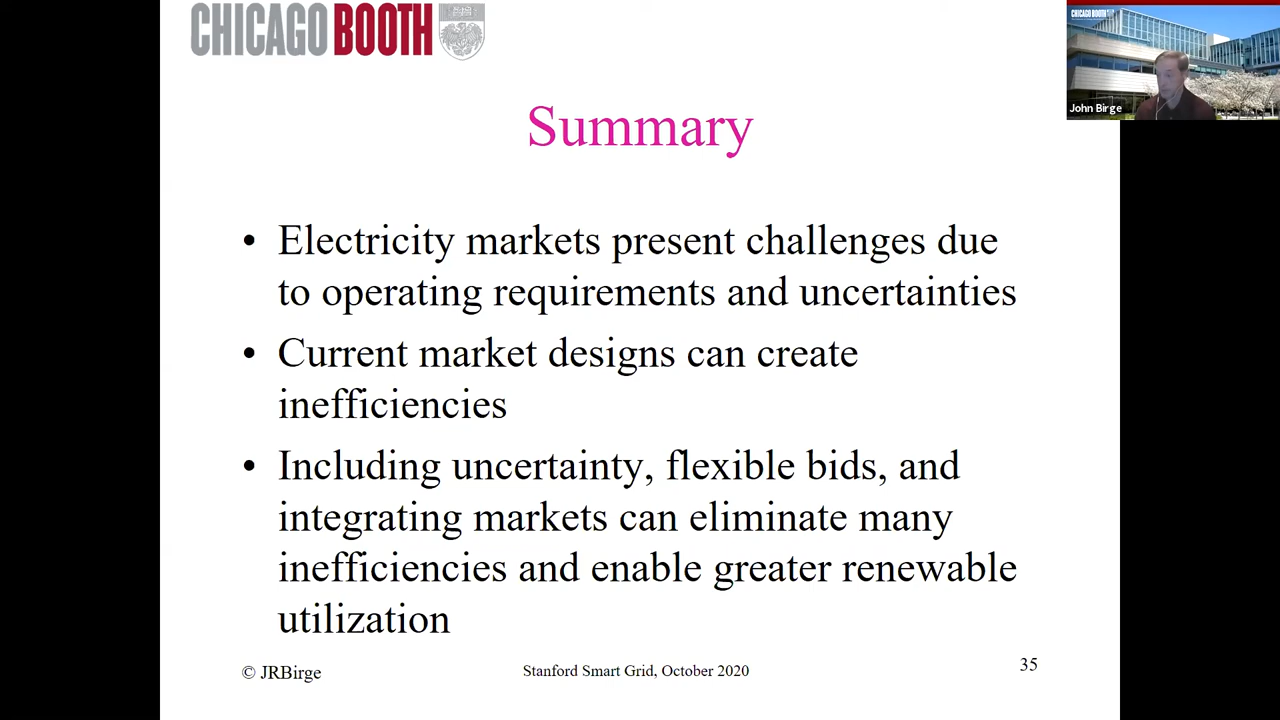 CHICAGO BOOTH
CHICAGO BOOTH
John Birge
Summary
• Electricity markets present challenges due
to operating requirements and uncertainties
• Current market designs can create
inefficiencies
• Including uncertainty, flexible bids, and
integrating markets can eliminate many
inefficiencies and enable greater renewable
utilization
© JRBirge
Stanford Smart Grid, October 2020
35